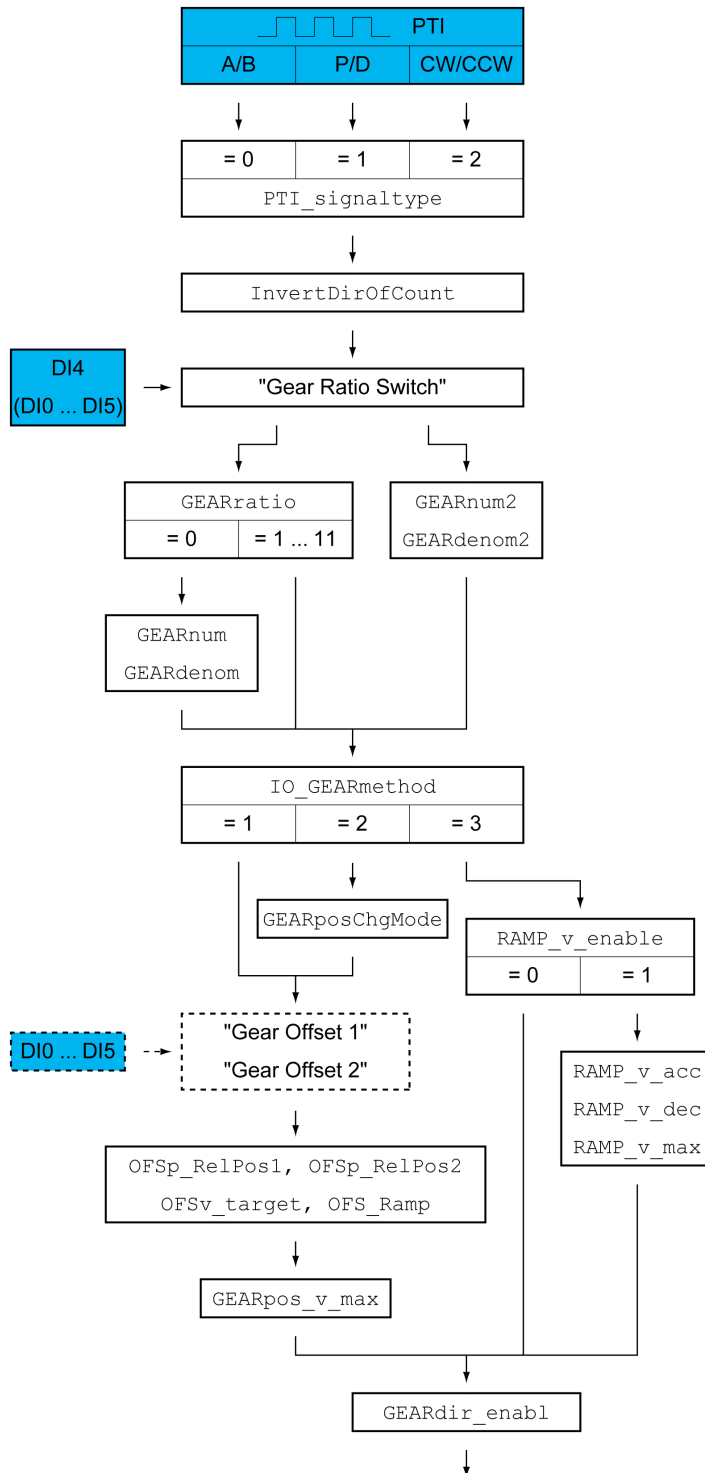 PTI
A/B P/D CW/CCW
= 0 = 1 = 2
PTI_signaltype
InvertDirOfCount
DI4
(DI0 ... DI5)
"Gear Ratio Switch"
GEARratio
= 0 = 1 ... 11
GEARnum2
GEARdenom2
GEARnum
GEARdenom
IO_GEARmethod
= 1 = 2 = 3
GEARposChgMode
RAMP_v_enable
= 0 = 1
DI0 ... DI5
"Gear Offset 1"
"Gear Offset 2"
RAMP_v_acc
RAMP_v_dec
RAMP_v_max
OFSp_RelPos1, OFSp_RelPos2
OFSv_target, OFS_Ramp
GEARpos_v_max
GEARdir_enabl